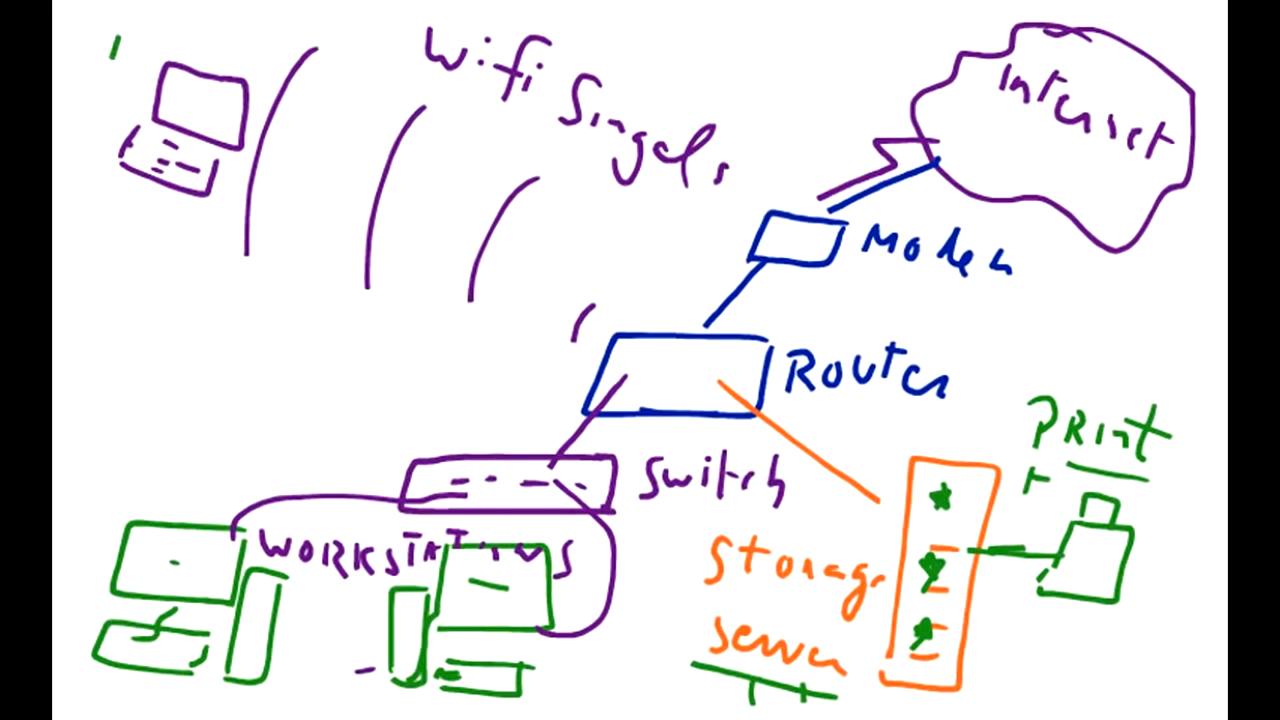 Wifi
Singels
Internet
Modem
Router
Switch
WORKSTATIONS
PRint
Storage
Server